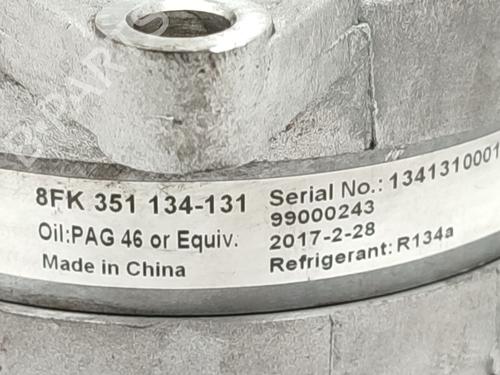 8FK 351 134-131
Oil:PAG 46 or Equiv.
Made in China
Serial No.: 1341310001
99000243
2017-2-28
Refrigerant: R134a
B-PARTS